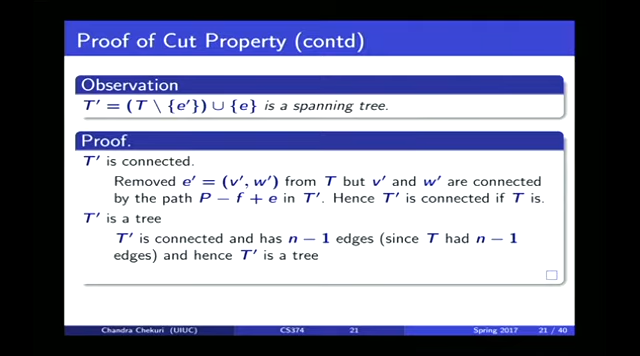 Proof of Cut Property (contd)
Observation
T′ = (T \ {e′}) ∪ {e} is a spanning tree.
Proof.
T′ is connected.
Removed e′ = (v′, w′) from T but v′ and w′ are connected
by the path P − f + e in T′. Hence T′ is connected if T is.
T′ is a tree
T′ is connected and has n − 1 edges (since T had n − 1
edges) and hence T′ is a tree
Chandra Chekuri (UIUC) CS374 21 Spring 2017 21 / 40